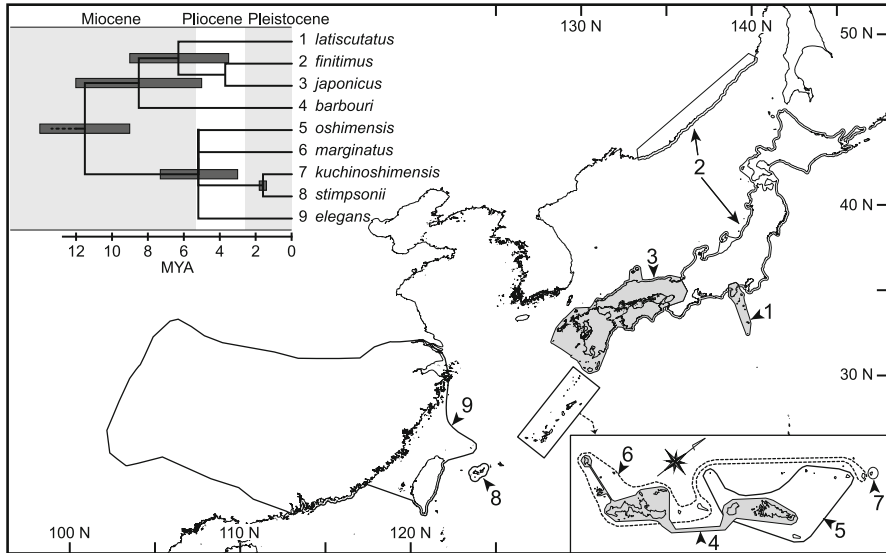 Miocene Pliocene Pleistocene
1 latiscutatus
2 finitimus
3 japonicus
4 barbouri
5 oshimensis
6 marginatus
7 kuchinoshimensis
8 stimpsonii
9 elegans
12 10 8 6 4 2 0
MYA
130 N 140 N
50 N
2
40 N
3
1
30 N
9
8
6
7
4
5
100 N 120 N